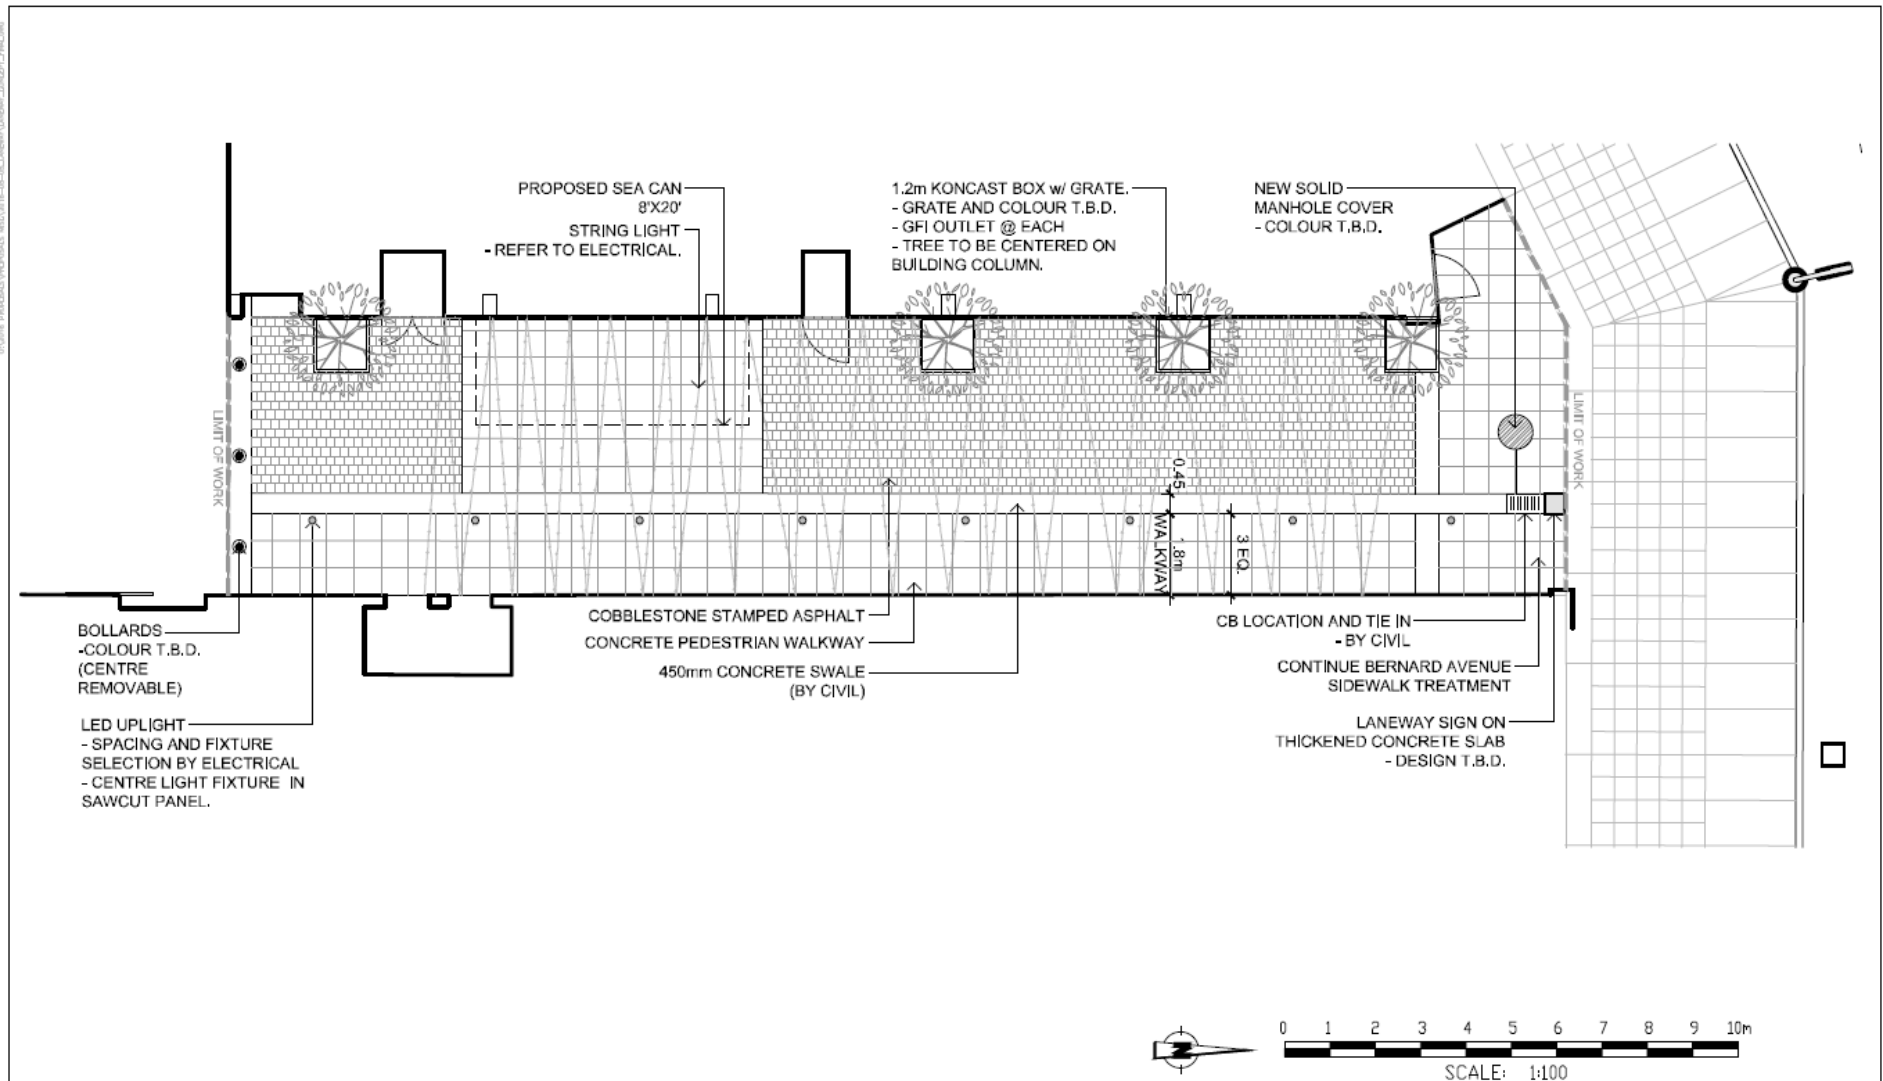 PROPOSED SEA CAN
8'X20'
STRING LIGHT
- REFER TO ELECTRICAL.
1.2m KONCAST BOX w/ GRATE.
- GRATE AND COLOUR T.B.D.
- GFI OUTLET @ EACH
- TREE TO BE CENTERED ON
BUILDING COLUMN.
NEW SOLID
MANHOLE COVER
- COLOUR T.B.D.
LIMIT OF WORK
LIMIT OF WORK
0.45
WALKWAY
1.8m
3 EQ.
BOLLARDS
-COLOUR T.B.D.
(CENTRE
REMOVABLE)
LED UPLIGHT
- SPACING AND FIXTURE
SELECTION BY ELECTRICAL
- CENTRE LIGHT FIXTURE IN
SAWCUT PANEL.
COBBLESTONE STAMPED ASPHALT
CONCRETE PEDESTRIAN WALKWAY
450mm CONCRETE SWALE
(BY CIVIL)
CB LOCATION AND TIE IN
- BY CIVIL
CONTINUE BERNARD AVENUE
SIDEWALK TREATMENT
LANEWAY SIGN ON
THICKENED CONCRETE SLAB
- DESIGN T.B.D.
N
0 1 2 3 4 5 6 7 8 9 10m
SCALE: 1:100